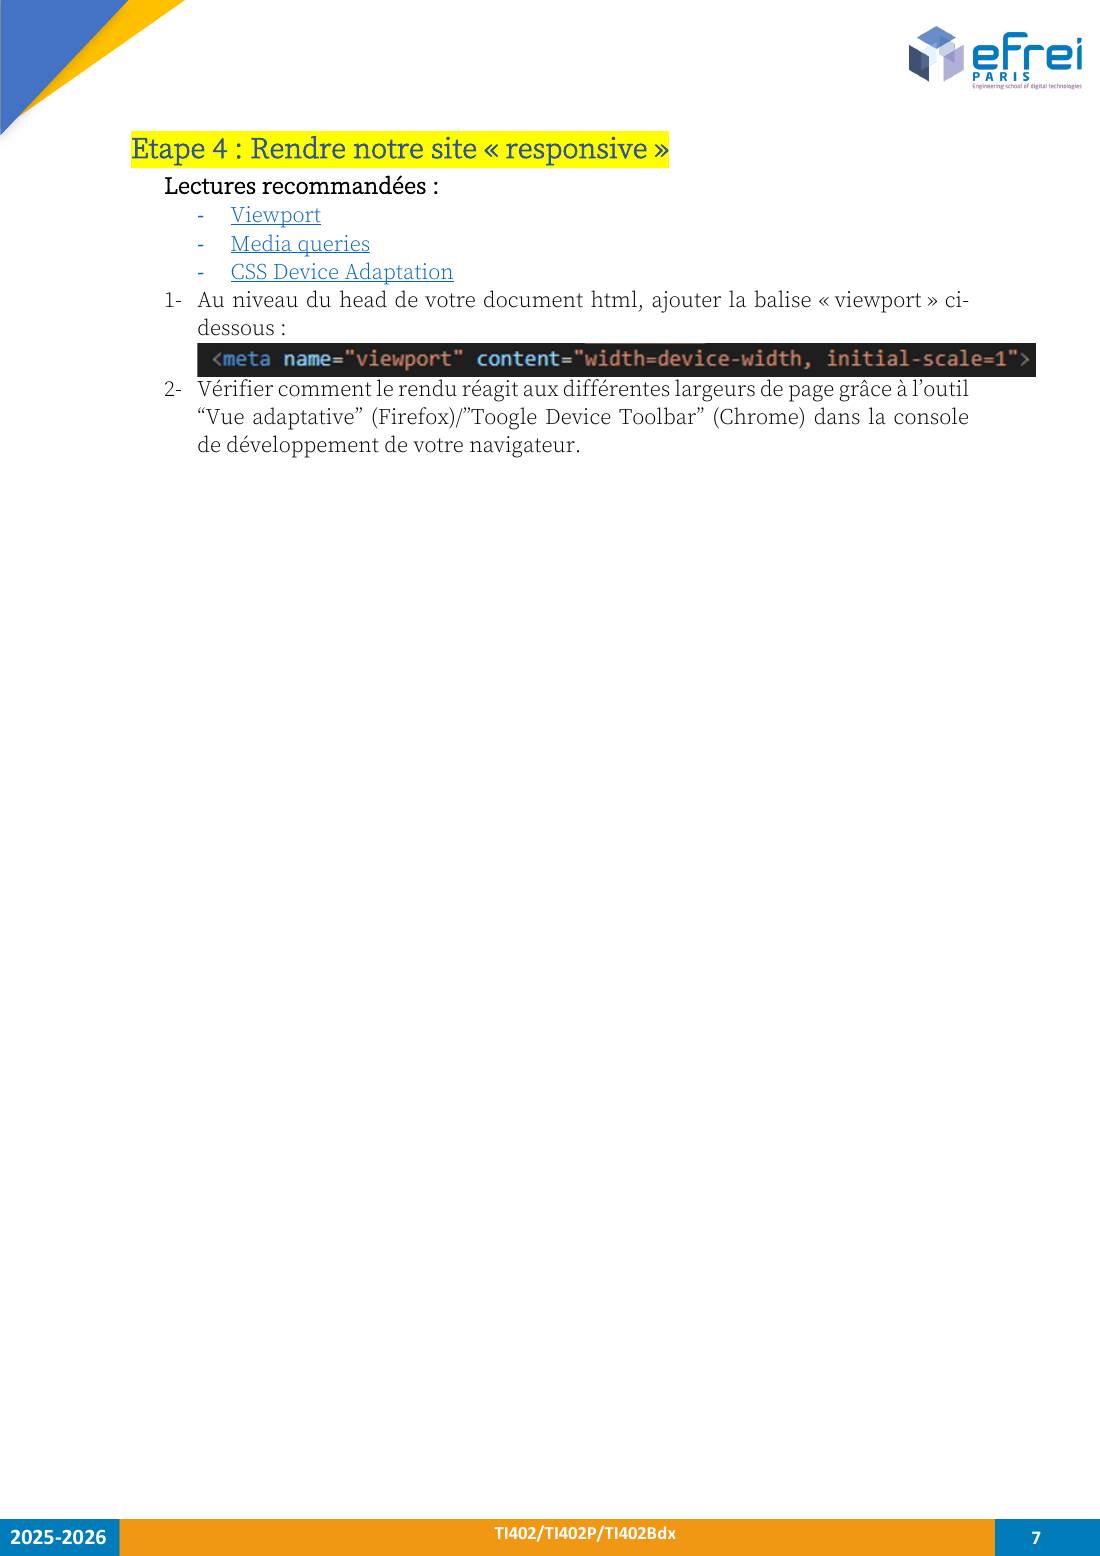 efrei
PARIS
Engineering school of digital technologies
Etape 4 : Rendre notre site « responsive »
Lectures recommandées :
- Viewport
- Media queries
- CSS Device Adaptation
1- Au niveau du head de votre document html, ajouter la balise « viewport » ci-
dessous :
<meta name="viewport" content="width=device-width, initial-scale=1">
2- Vérifier comment le rendu réagit aux différentes largeurs de page grâce à l’outil
“Vue adaptative” (Firefox)/”Toogle Device Toolbar” (Chrome) dans la console
de développement de votre navigateur.
2025-2026
TI402/TI402P/TI402Bdx
7